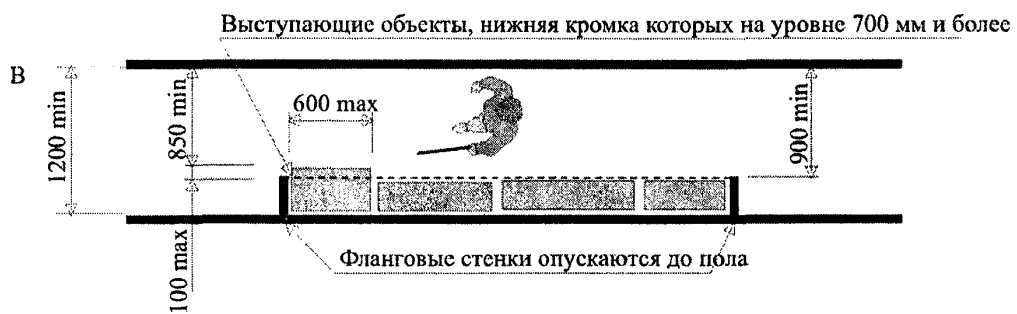 Выступающие объекты, нижняя кромка которых на уровне 700 мм и более
В
1200 min
850 min
600 max
900 min
100 max
Фланговые стенки опускаются до пола